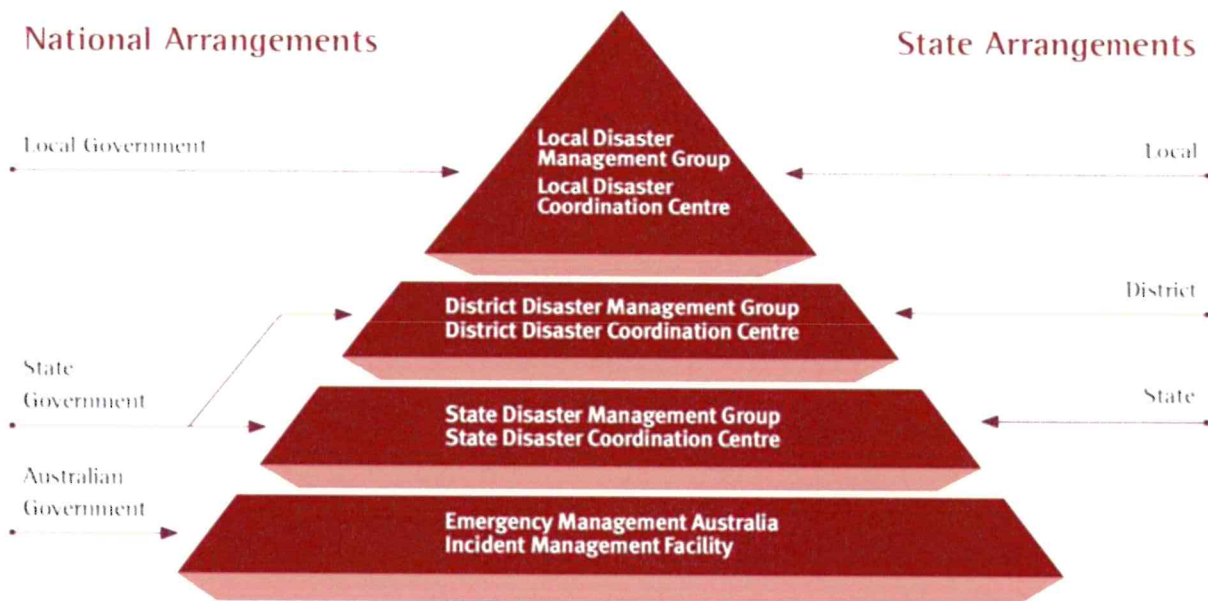 National Arrangements
State Arrangements
Local Government
Local Disaster
Management Group
Local Disaster
Coordination Centre
Local
District Disaster Management Group
District Disaster Coordination Centre
District
State
Government
State Disaster Management Group
State Disaster Coordination Centre
State
Australian
Government
Emergency Management Australia
Incident Management Facility